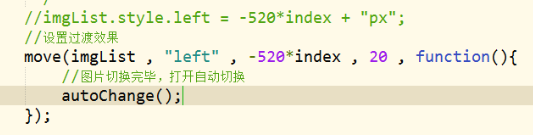 //imgList.style.left = -520*index + "px";
//设置过渡效果
move(imgList , "left" , -520*index , 20 , function(){
//图片切换完毕，打开自动切换
autoChange();
});